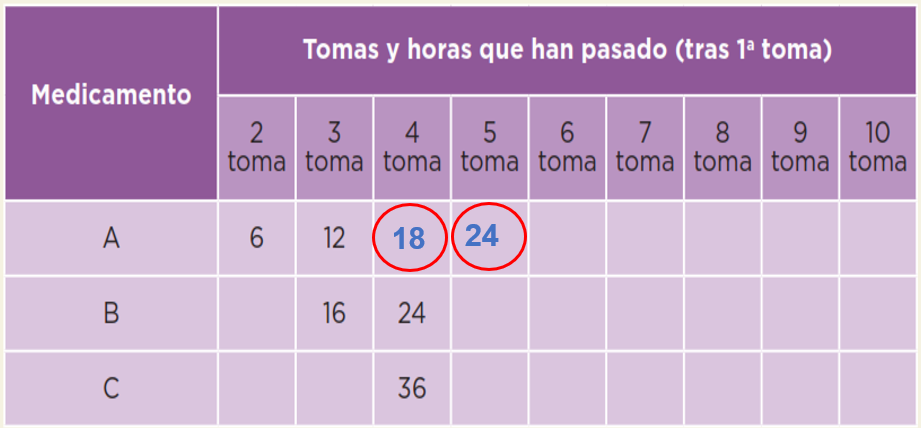 Medicamento
Tomas y horas que han pasado (tras 1ª toma)
2 toma 3 toma 4 toma 5 toma 6 toma 7 toma 8 toma 9 toma 10 toma
A 6 12 18 24
B 16 24
C 36